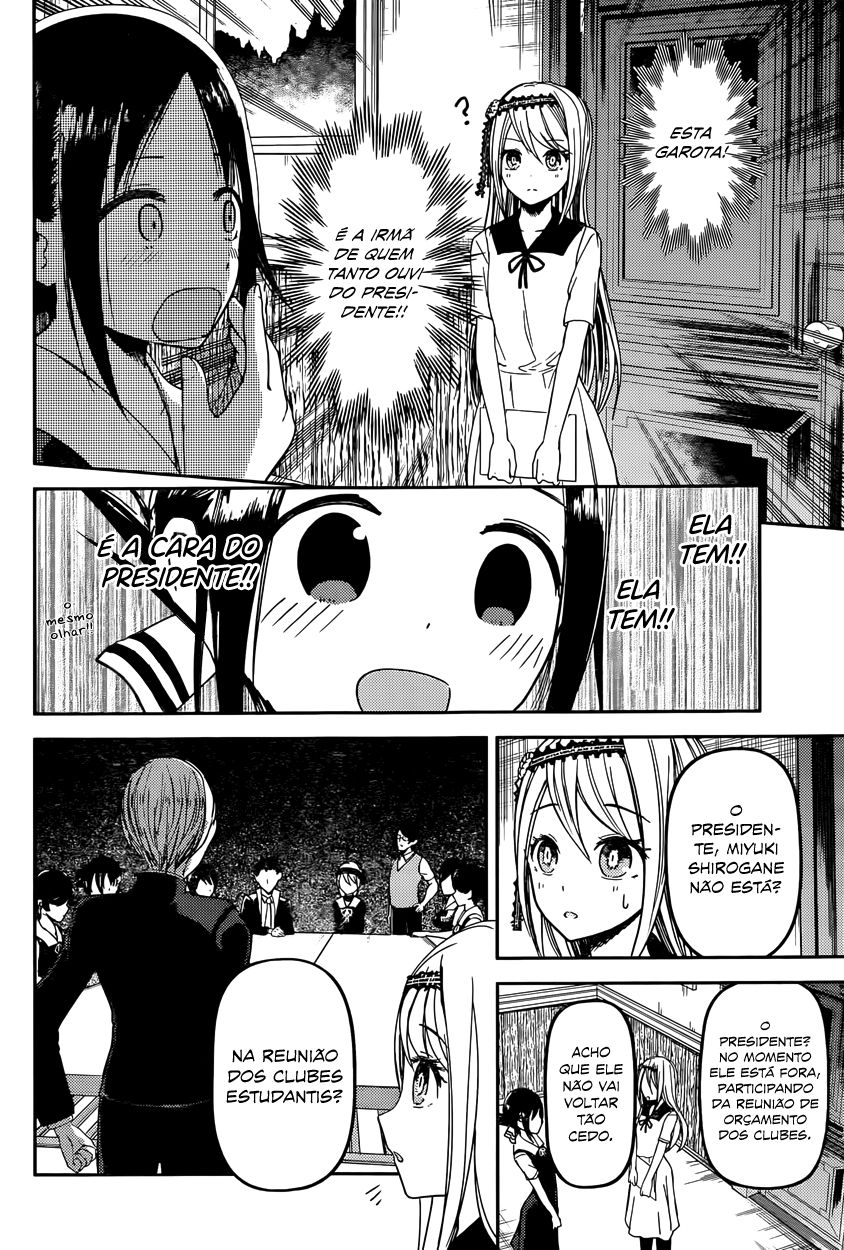 ESTA
GAROTA!
?
É A IRMÃ
DE QUEM
TANTO OUVI
DO PRESI-
DENTE!!
ELA
TEM!!
ELA
TEM!!
É A CARA DO
PRESIDENTE!!
o
mesmo
olhar!!
O
PRESIDEN-
TE, MIYUKI
SHIROGANE
NÃO ESTÁ?
O
PRESIDENTE?
NO MOMENTO
ELE ESTÁ FORA,
PARTICIPANDO
DA REUNIÃO DE
ORÇAMENTO
DOS CLUBES.
ACHO
QUE ELE
NÃO VAI
VOLTAR
TÃO
CEDO.
NA REUNIÃO
DOS CLUBES
ESTUDANTIS?